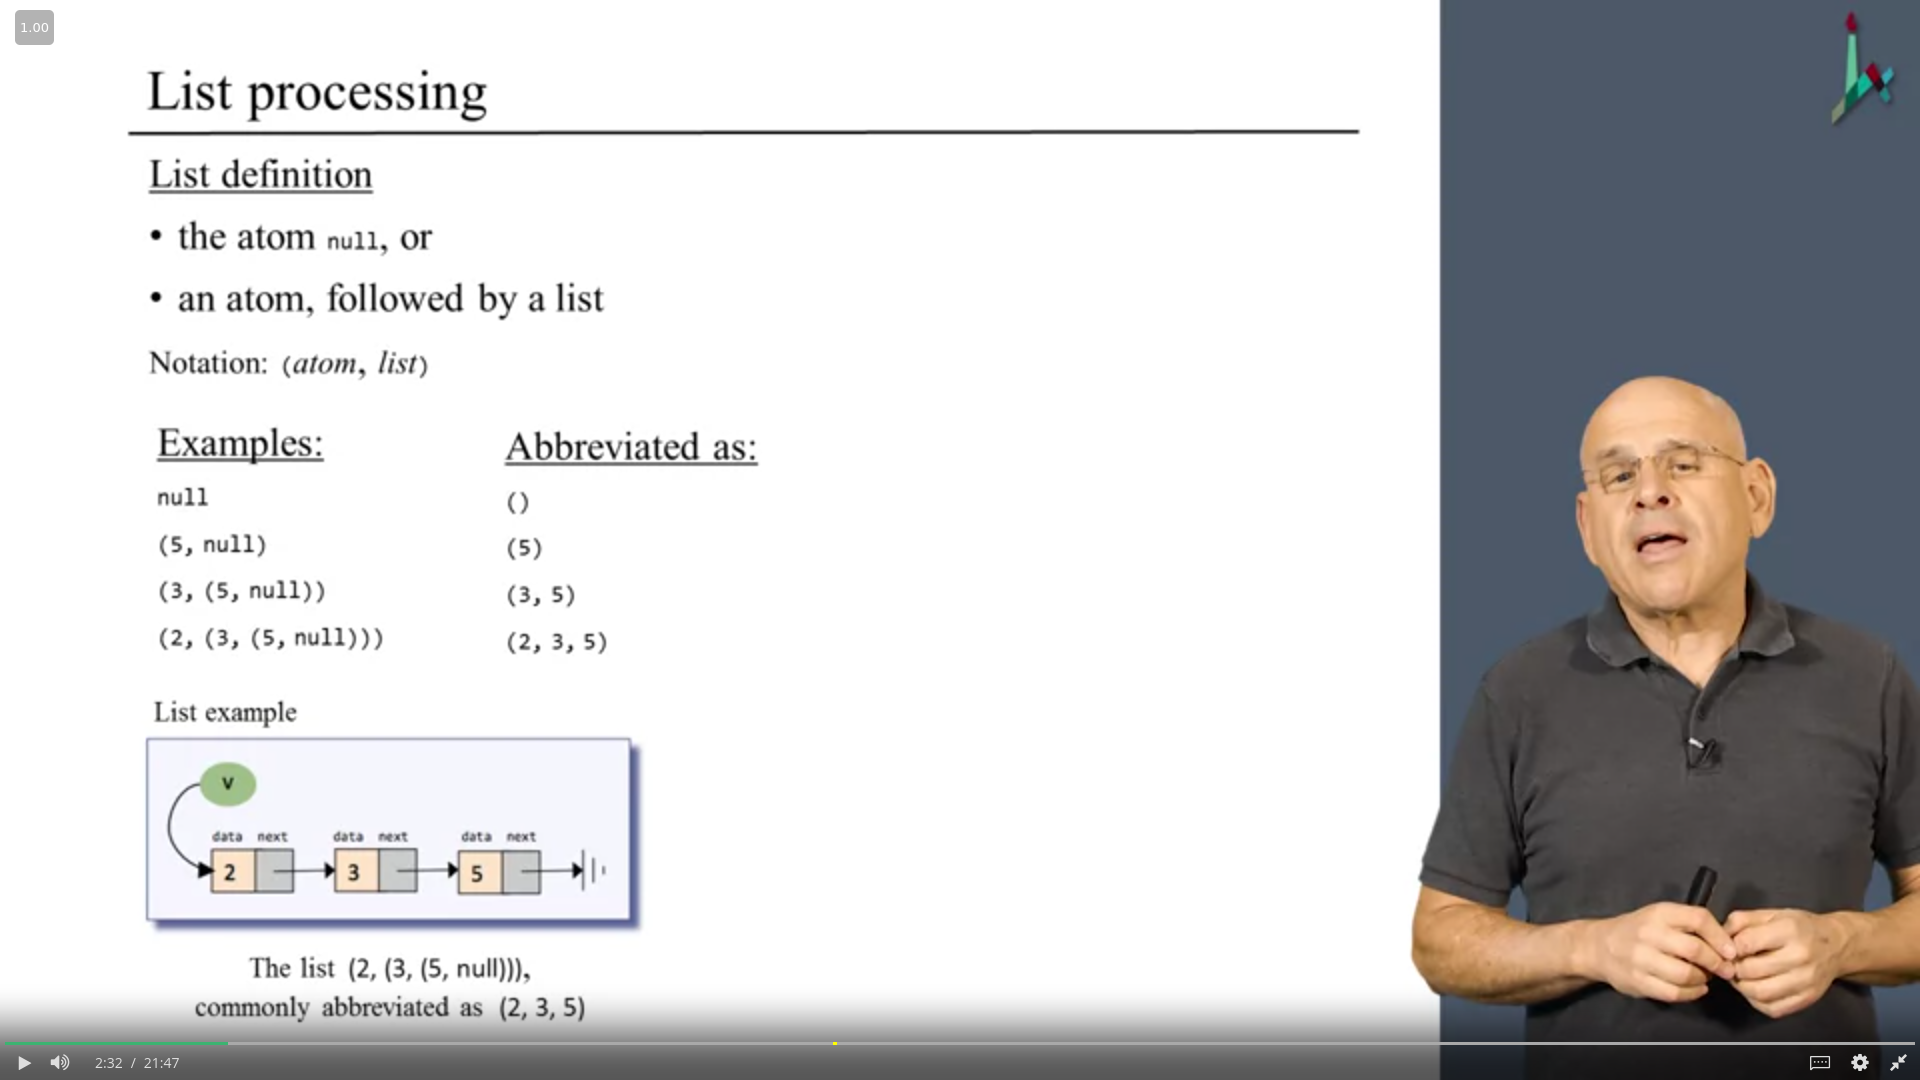 1.00
List processing
List definition
• the atom null, or
• an atom, followed by a list
Notation: (atom, list)
Examples: Abbreviated as:
null ()
(5, null) (5)
(3, (5, null)) (3, 5)
(2, (3, (5, null))) (2, 3, 5)
List example
v
data next data next data next
2 3 5
The list (2, (3, (5, null))),
commonly abbreviated as (2, 3, 5)
2:32 / 21:47